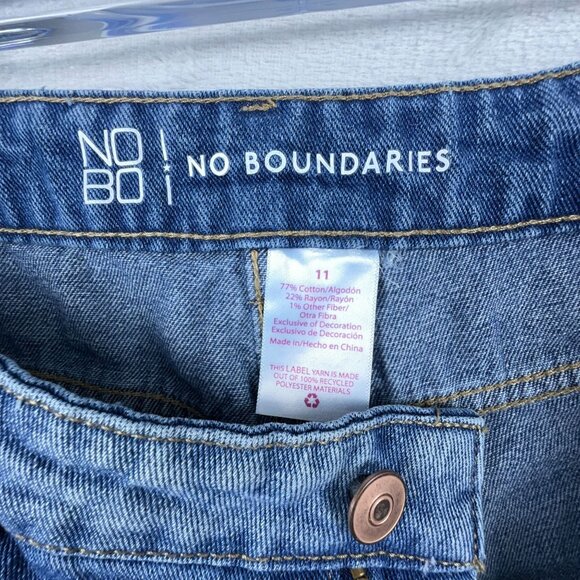 NO
BO
NO BOUNDARIES
11
77% Cotton/Algodón
22% Rayon/Rayón
1% Other Fiber/
Otra Fibra
Exclusive of Decoration
Exclusivo de Decoración
Made in/Hecho en China
THIS LABEL YARN IS MADE
OUT OF 100% RECYCLED
POLYESTER MATERIALS